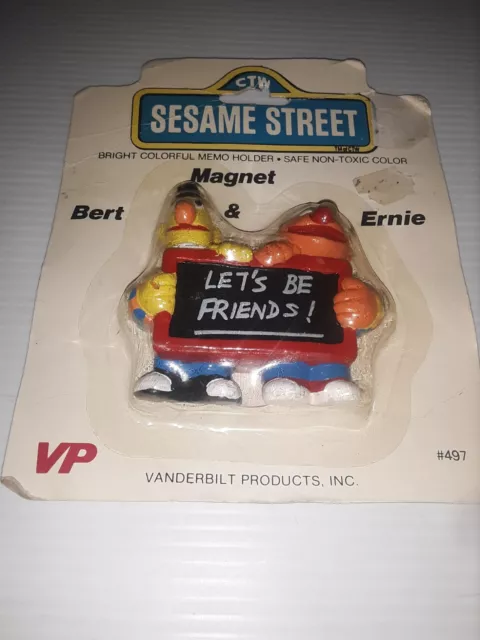 CTW
SESAME STREET
BRIGHT COLORFUL MEMO HOLDER • SAFE NON-TOXIC COLOR
Magnet
Bert & Ernie
LET'S BE
FRIENDS!
VP
VANDERBILT PRODUCTS, INC.
#497